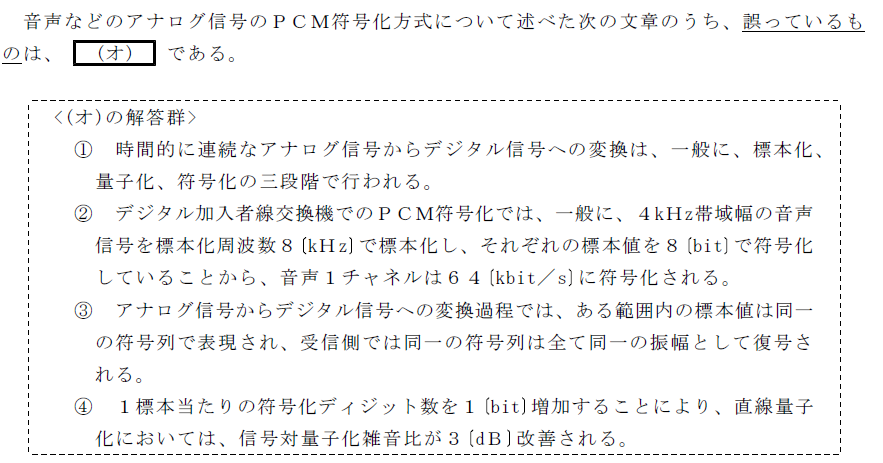 音声などのアナログ信号のＰＣＭ符号化方式について述べた次の文章のうち、誤っているも
のは、 (オ) である。
<(オ)の解答群>
① 時間的に連続なアナログ信号からデジタル信号への変換は、一般に、標本化、
量子化、符号化の三段階で行われる。
② デジタル加入者線交換機でのＰＣＭ符号化では、一般に、４kHz帯域幅の音声
信号を標本化周波数８〔kHz〕で標本化し、それぞれの標本値を８〔bit〕で符号化
していることから、音声１チャネルは６４〔kbit／s〕に符号化される。
③ アナログ信号からデジタル信号への変換過程では、ある範囲内の標本値は同一
の符号列で表現され、受信側では同一の符号列は全て同一の振幅として復号さ
れる。
④ １標本当たりの符号化ディジット数を１〔bit〕増加することにより、直線量子
化においては、信号対量子化雑音比が３〔dB〕改善される。